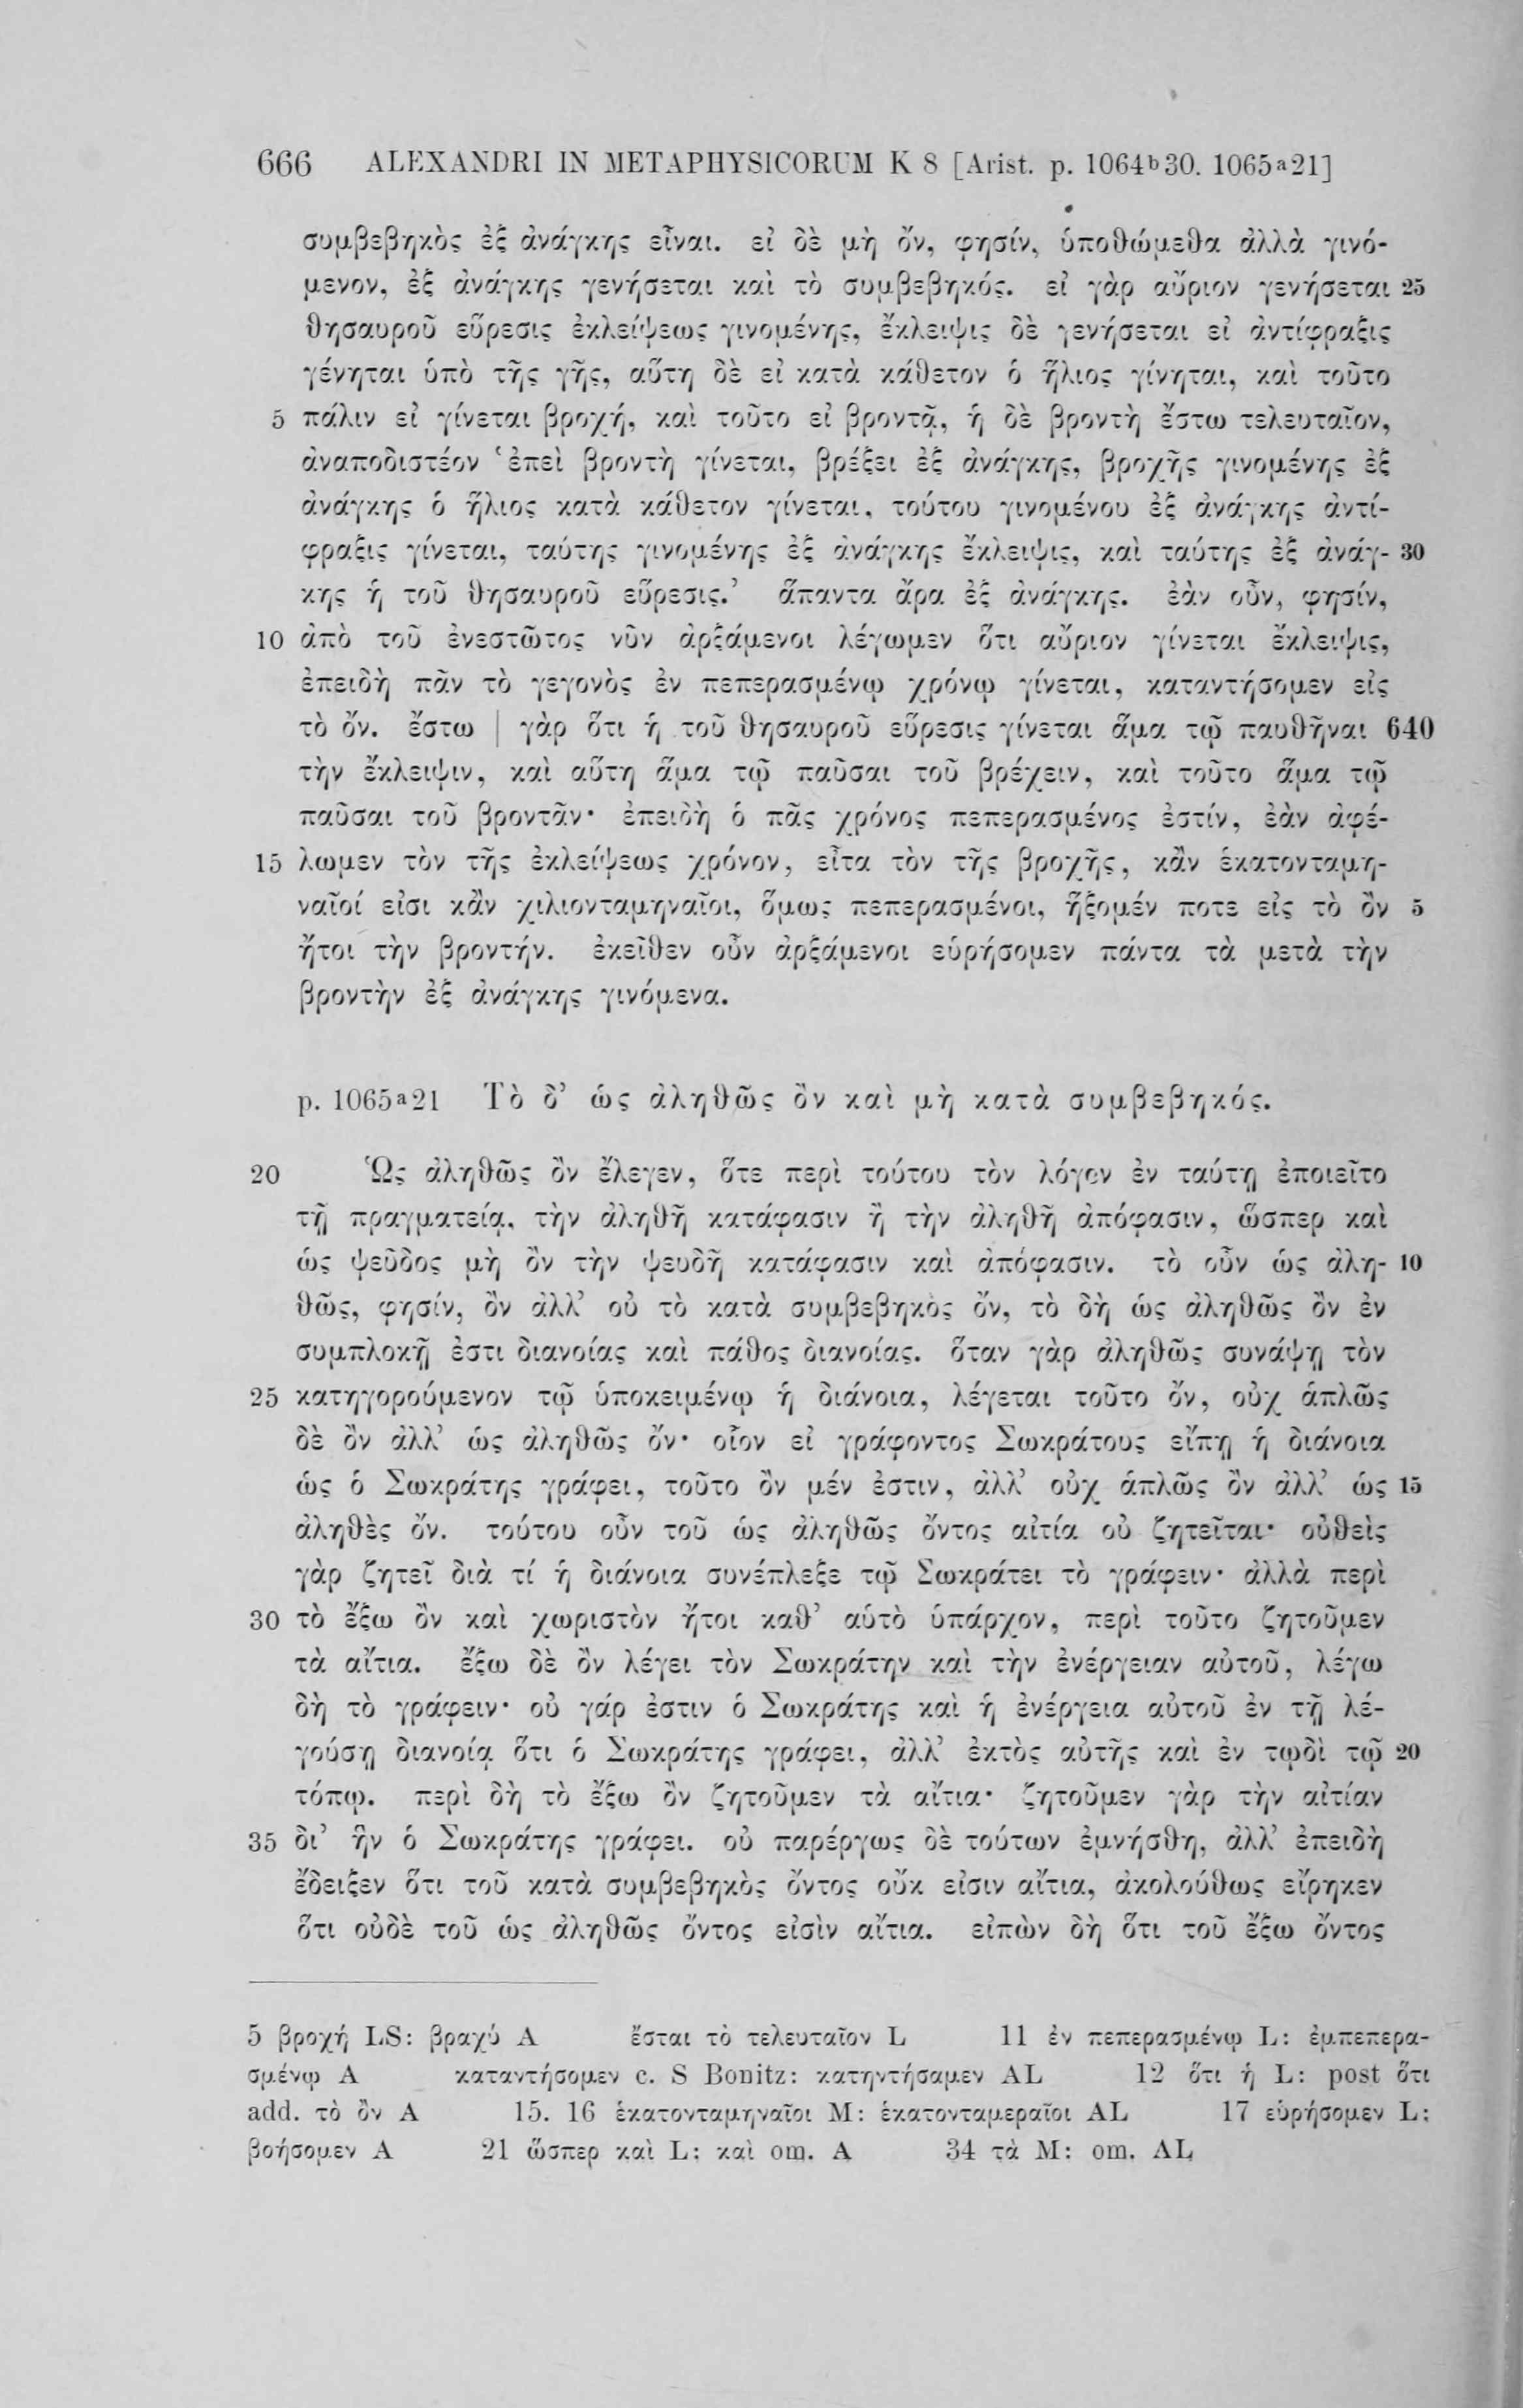 666 ALEXANDRI IN METAPHYSICORUM K 8 [Arist. p. 1064ᵇ30. 1065ᵃ21]
συμβεβηκὸς ἐξ ἀνάγκης εἶναι. εἰ δὲ μὴ ὄν, φησίν, ὑποθώμεθα ἀλλὰ γινό-
μενον, ἐξ ἀνάγκης γενήσεται καὶ τὸ συμβεβηκός. εἰ γὰρ αὔριον γενήσεται 25
θησαυροῦ εὕρεσις ἐκλείψεως γινομένης, ἔκλειψις δὲ γενήσεται εἰ ἀντίφραξις
γένηται ὑπὸ τῆς γῆς, αὕτη δὲ εἰ κατὰ κάθετον ὁ ἥλιος γίνηται, καὶ τοῦτο
5 πάλιν εἰ γίνεται βροχή, καὶ τοῦτο εἰ βροντᾷ, ἡ δὲ βροντὴ ἔστω τελευταῖον,
ἀναποδιστέον ‘ἐπεὶ βροντὴ γίνεται, βρέξει ἐξ ἀνάγκης, βροχῆς γινομένης ἐξ
ἀνάγκης ὁ ἥλιος κατὰ κάθετον γίνεται, τούτου γινομένου ἐξ ἀνάγκης ἀντί-
φραξις γίνεται, ταύτης γινομένης ἐξ ἀνάγκης ἔκλειψις, καὶ ταύτης ἐξ ἀνάγ- 30
κης ἡ τοῦ θησαυροῦ εὕρεσις.’ ἅπαντα ἄρα ἐξ ἀνάγκης. ἐὰν οὖν, φησίν,
10 ἀπὸ τοῦ ἐνεστῶτος νῦν ἀρξάμενοι λέγωμεν ὅτι αὔριον γίνεται ἔκλειψις,
ἐπειδὴ πᾶν τὸ γεγονὸς ἐν πεπερασμένῳ χρόνῳ γίνεται, καταντήσομεν εἰς
τὸ ὄν. ἔστω | γὰρ ὅτι ἡ τοῦ θησαυροῦ εὕρεσις γίνεται ἅμα τῷ παυθῆναι 640
τὴν ἔκλειψιν, καὶ αὕτη ἅμα τῷ παῦσαι τοῦ βρέχειν, καὶ τοῦτο ἅμα τῷ
παῦσαι τοῦ βροντᾶν· ἐπειδὴ ὁ πᾶς χρόνος πεπερασμένος ἐστίν, ἐὰν ἀφέ-
15 λωμεν τὸν τῆς ἐκλείψεως χρόνον, εἶτα τὸν τῆς βροχῆς, κἂν ἑκατονταμη-
ναῖοί εἰσι κἂν χιλιονταμηναῖοι, ὅμως πεπερασμένοι, ἥξομέν ποτε εἰς τὸ ὂν 5
ἤτοι τὴν βροντήν. ἐκεῖθεν οὖν ἀρξάμενοι εὑρήσομεν πάντα τὰ μετὰ τὴν
βροντὴν ἐξ ἀνάγκης γινόμενα.
p. 1065ᵃ21 Τὸ δ’ ὡς ἀληθῶς ὂν καὶ μὴ κατὰ συμβεβηκός.
20 Ὡς ἀληθῶς ὂν ἔλεγεν, ὅτε περὶ τούτου τὸν λόγον ἐν ταύτῃ ἐποιεῖτο
τῇ πραγματείᾳ, τὴν ἀληθῆ κατάφασιν ἢ τὴν ἀληθῆ ἀπόφασιν, ὥσπερ καὶ
ὡς ψεῦδος μὴ ὂν τὴν ψευδῆ κατάφασιν καὶ ἀπόφασιν. τὸ οὖν ὡς ἀλη- 10
θῶς, φησίν, ὂν ἀλλ’ οὐ τὸ κατὰ συμβεβηκὸς ὄν, τὸ δὴ ὡς ἀληθῶς ὂν ἐν
συμπλοκῇ ἐστι διανοίας καὶ πάθος διανοίας. ὅταν γὰρ ἀληθῶς συνάψῃ τὸν
25 κατηγορούμενον τῷ ὑποκειμένῳ ἡ διάνοια, λέγεται τοῦτο ὄν, οὐχ ἁπλῶς
δὲ ὂν ἀλλ’ ὡς ἀληθῶς ὄν· οἷον εἰ γράφοντος Σωκράτους εἴπῃ ἡ διάνοια
ὡς ὁ Σωκράτης γράφει, τοῦτο ὂν μέν ἐστιν, ἀλλ’ οὐχ ἁπλῶς ὂν ἀλλ’ ὡς 15
ἀληθὲς ὄν. τούτου οὖν τοῦ ὡς ἀληθῶς ὄντος αἰτία οὐ ζητεῖται· οὐθεὶς
γὰρ ζητεῖ διὰ τί ἡ διάνοια συνέπλεξε τῷ Σωκράτει τὸ γράφειν· ἀλλὰ περὶ
30 τὸ ἔξω ὂν καὶ χωριστὸν ἤτοι καθ’ αὑτὸ ὑπάρχον, περὶ τοῦτο ζητοῦμεν
τὰ αἴτια. ἔξω δὲ ὂν λέγει τὸν Σωκράτην καὶ τὴν ἐνέργειαν αὐτοῦ, λέγω
δὴ τὸ γράφειν· οὐ γάρ ἐστιν ὁ Σωκράτης καὶ ἡ ἐνέργεια αὐτοῦ ἐν τῇ λε-
γούσῃ διανοίᾳ ὅτι ὁ Σωκράτης γράφει, ἀλλ’ ἐκτὸς αὐτῆς καὶ ἐν τῳδὶ τῷ 20
τόπῳ. περὶ δὴ τὸ ἔξω ὂν ζητοῦμεν τὰ αἴτια· ζητοῦμεν γὰρ τὴν αἰτίαν
35 δι’ ἣν ὁ Σωκράτης γράφει. οὐ παρέργως δὲ τούτων ἐμνήσθη, ἀλλ’ ἐπειδὴ
ἔδειξεν ὅτι τοῦ κατὰ συμβεβηκὸς ὄντος οὔκ εἰσιν αἴτια, ἀκολούθως εἴρηκεν
ὅτι οὐδὲ τοῦ ὡς ἀληθῶς ὄντος εἰσὶν αἴτια. εἰπὼν δὴ ὅτι τοῦ ἔξω ὄντος
5 βροχή LS: βραχύ A ἔσται τὸ τελευταῖον L 11 ἐν πεπερασμένῳ L: ἐμπεπερα-
σμένῳ A καταντήσομεν c. S Bonitz: κατηντήσαμεν AL 12 ὅτι ἡ L: post ὅτι
add. τὸ ὂν A 15. 16 ἑκατονταμηναῖοι M: ἑκατονταμεραῖοι AL 17 εὑρήσομεν L:
βοήσομεν A 21 ὥσπερ καὶ L: καὶ om. A 34 τὰ M: om. AL